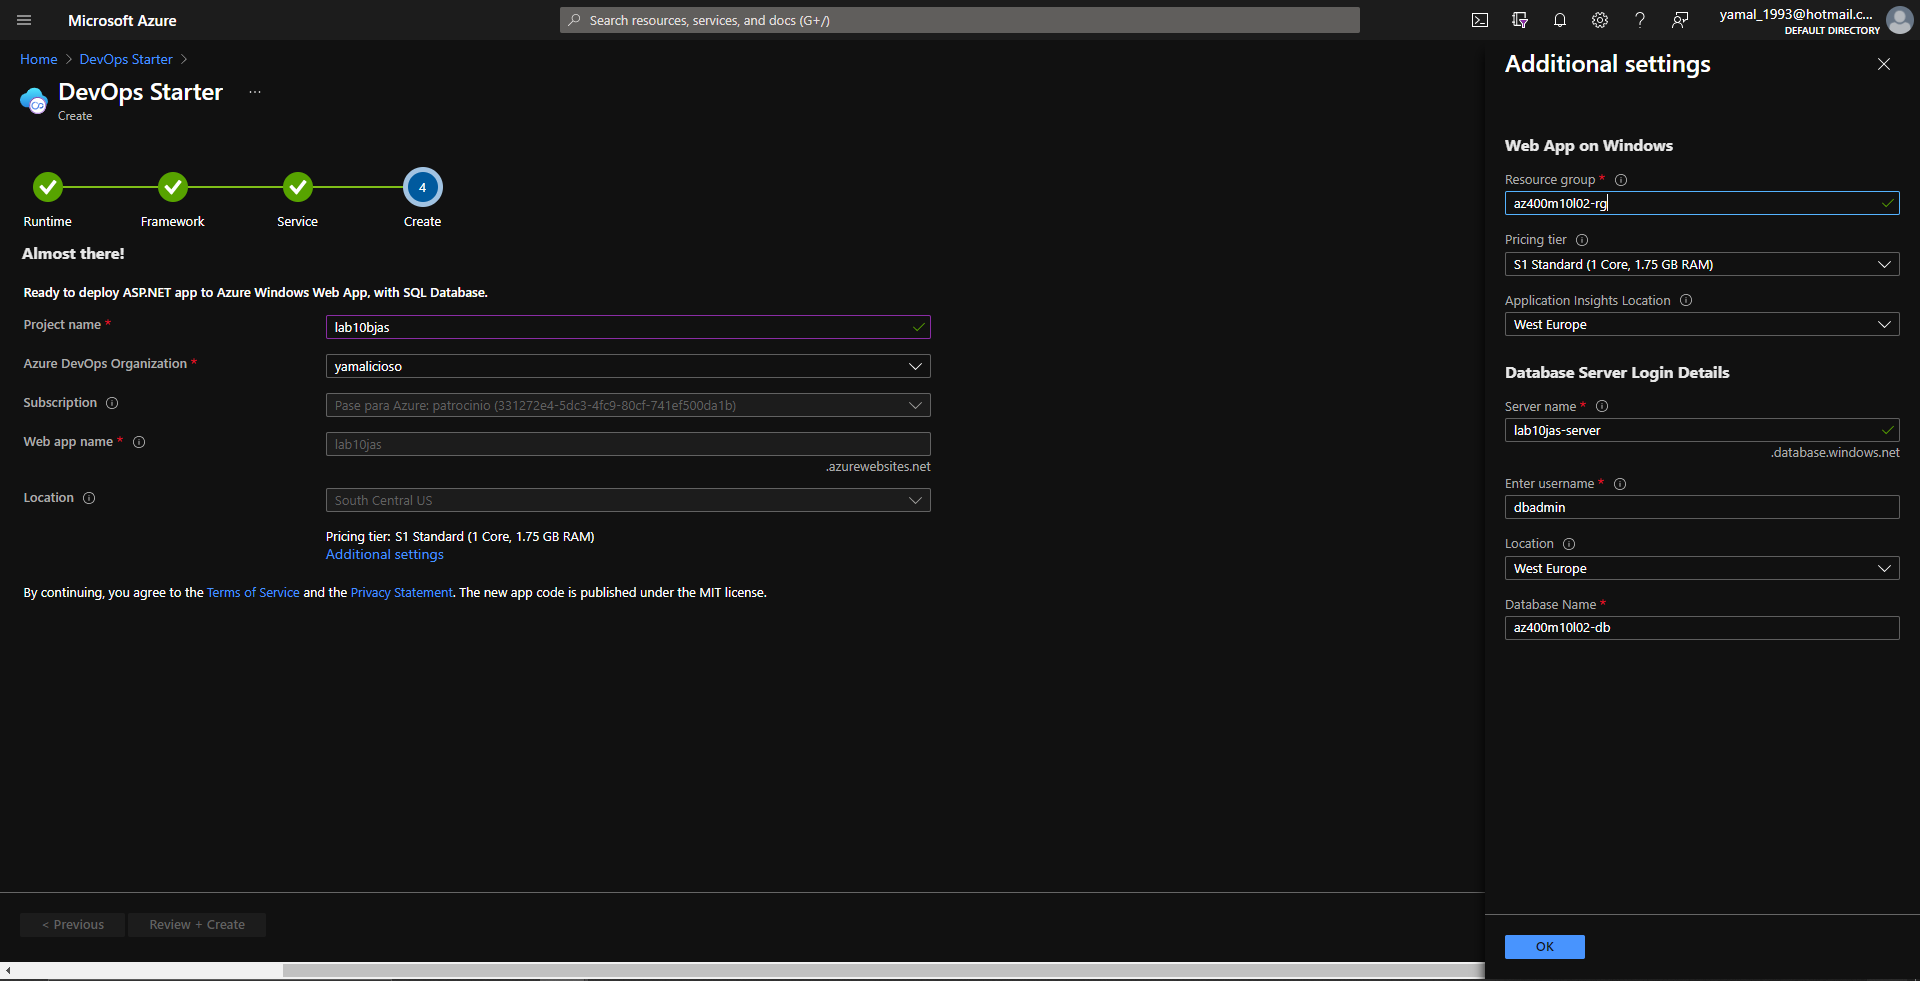 Microsoft Azure
Search resources, services, and docs (G+/)
yamal_1993@hotmail.c...
DEFAULT DIRECTORY
Home > DevOps Starter >
DevOps Starter ...
Create
4
Runtime
Framework
Service
Create
Almost there!
Ready to deploy ASP.NET app to Azure Windows Web App, with SQL Database.
Project name *
lab10bjas
Azure DevOps Organization *
yamalicioso
Subscription
Pase para Azure: patrocinio (331272e4-5dc3-4fc9-80cf-741ef500da1b)
Web app name *
lab10jas
.azurewebsites.net
Location
South Central US
Pricing tier: S1 Standard (1 Core, 1.75 GB RAM)
Additional settings
By continuing, you agree to the Terms of Service and the Privacy Statement. The new app code is published under the MIT license.
< Previous
Review + Create
Additional settings
Web App on Windows
Resource group *
az400m10l02-rg
Pricing tier
S1 Standard (1 Core, 1.75 GB RAM)
Application Insights Location
West Europe
Database Server Login Details
Server name *
lab10jas-server
.database.windows.net
Enter username *
dbadmin
Location
West Europe
Database Name *
az400m10l02-db
OK